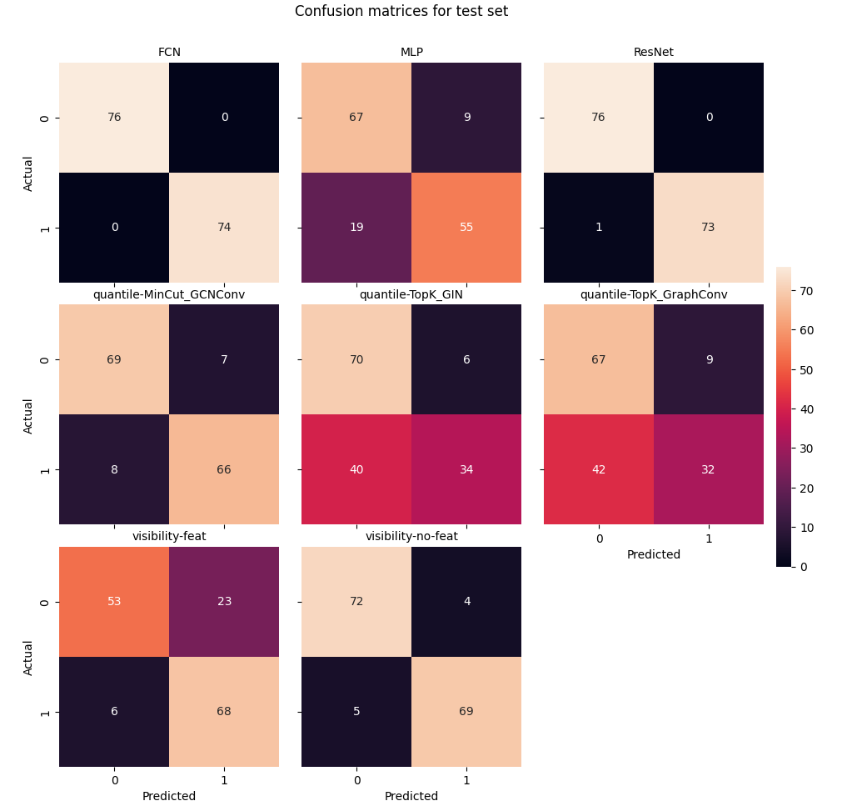 Confusion matrices for test set
FCN MLP ResNet
0 76 0 67 9 76 0
Actual
1 0 74 19 55 1 73
quantile-MinCut_GCNConv quantile-TopK_GIN quantile-TopK_GraphConv
0 69 7 70 6 67 9
Actual
1 8 66 40 34 42 32
0 1
Predicted
70
60
50
40
30
20
10
0
visibility-feat visibility-no-feat
0 53 23 72 4
Actual
1 6 68 5 69
0 1 0 1
Predicted Predicted